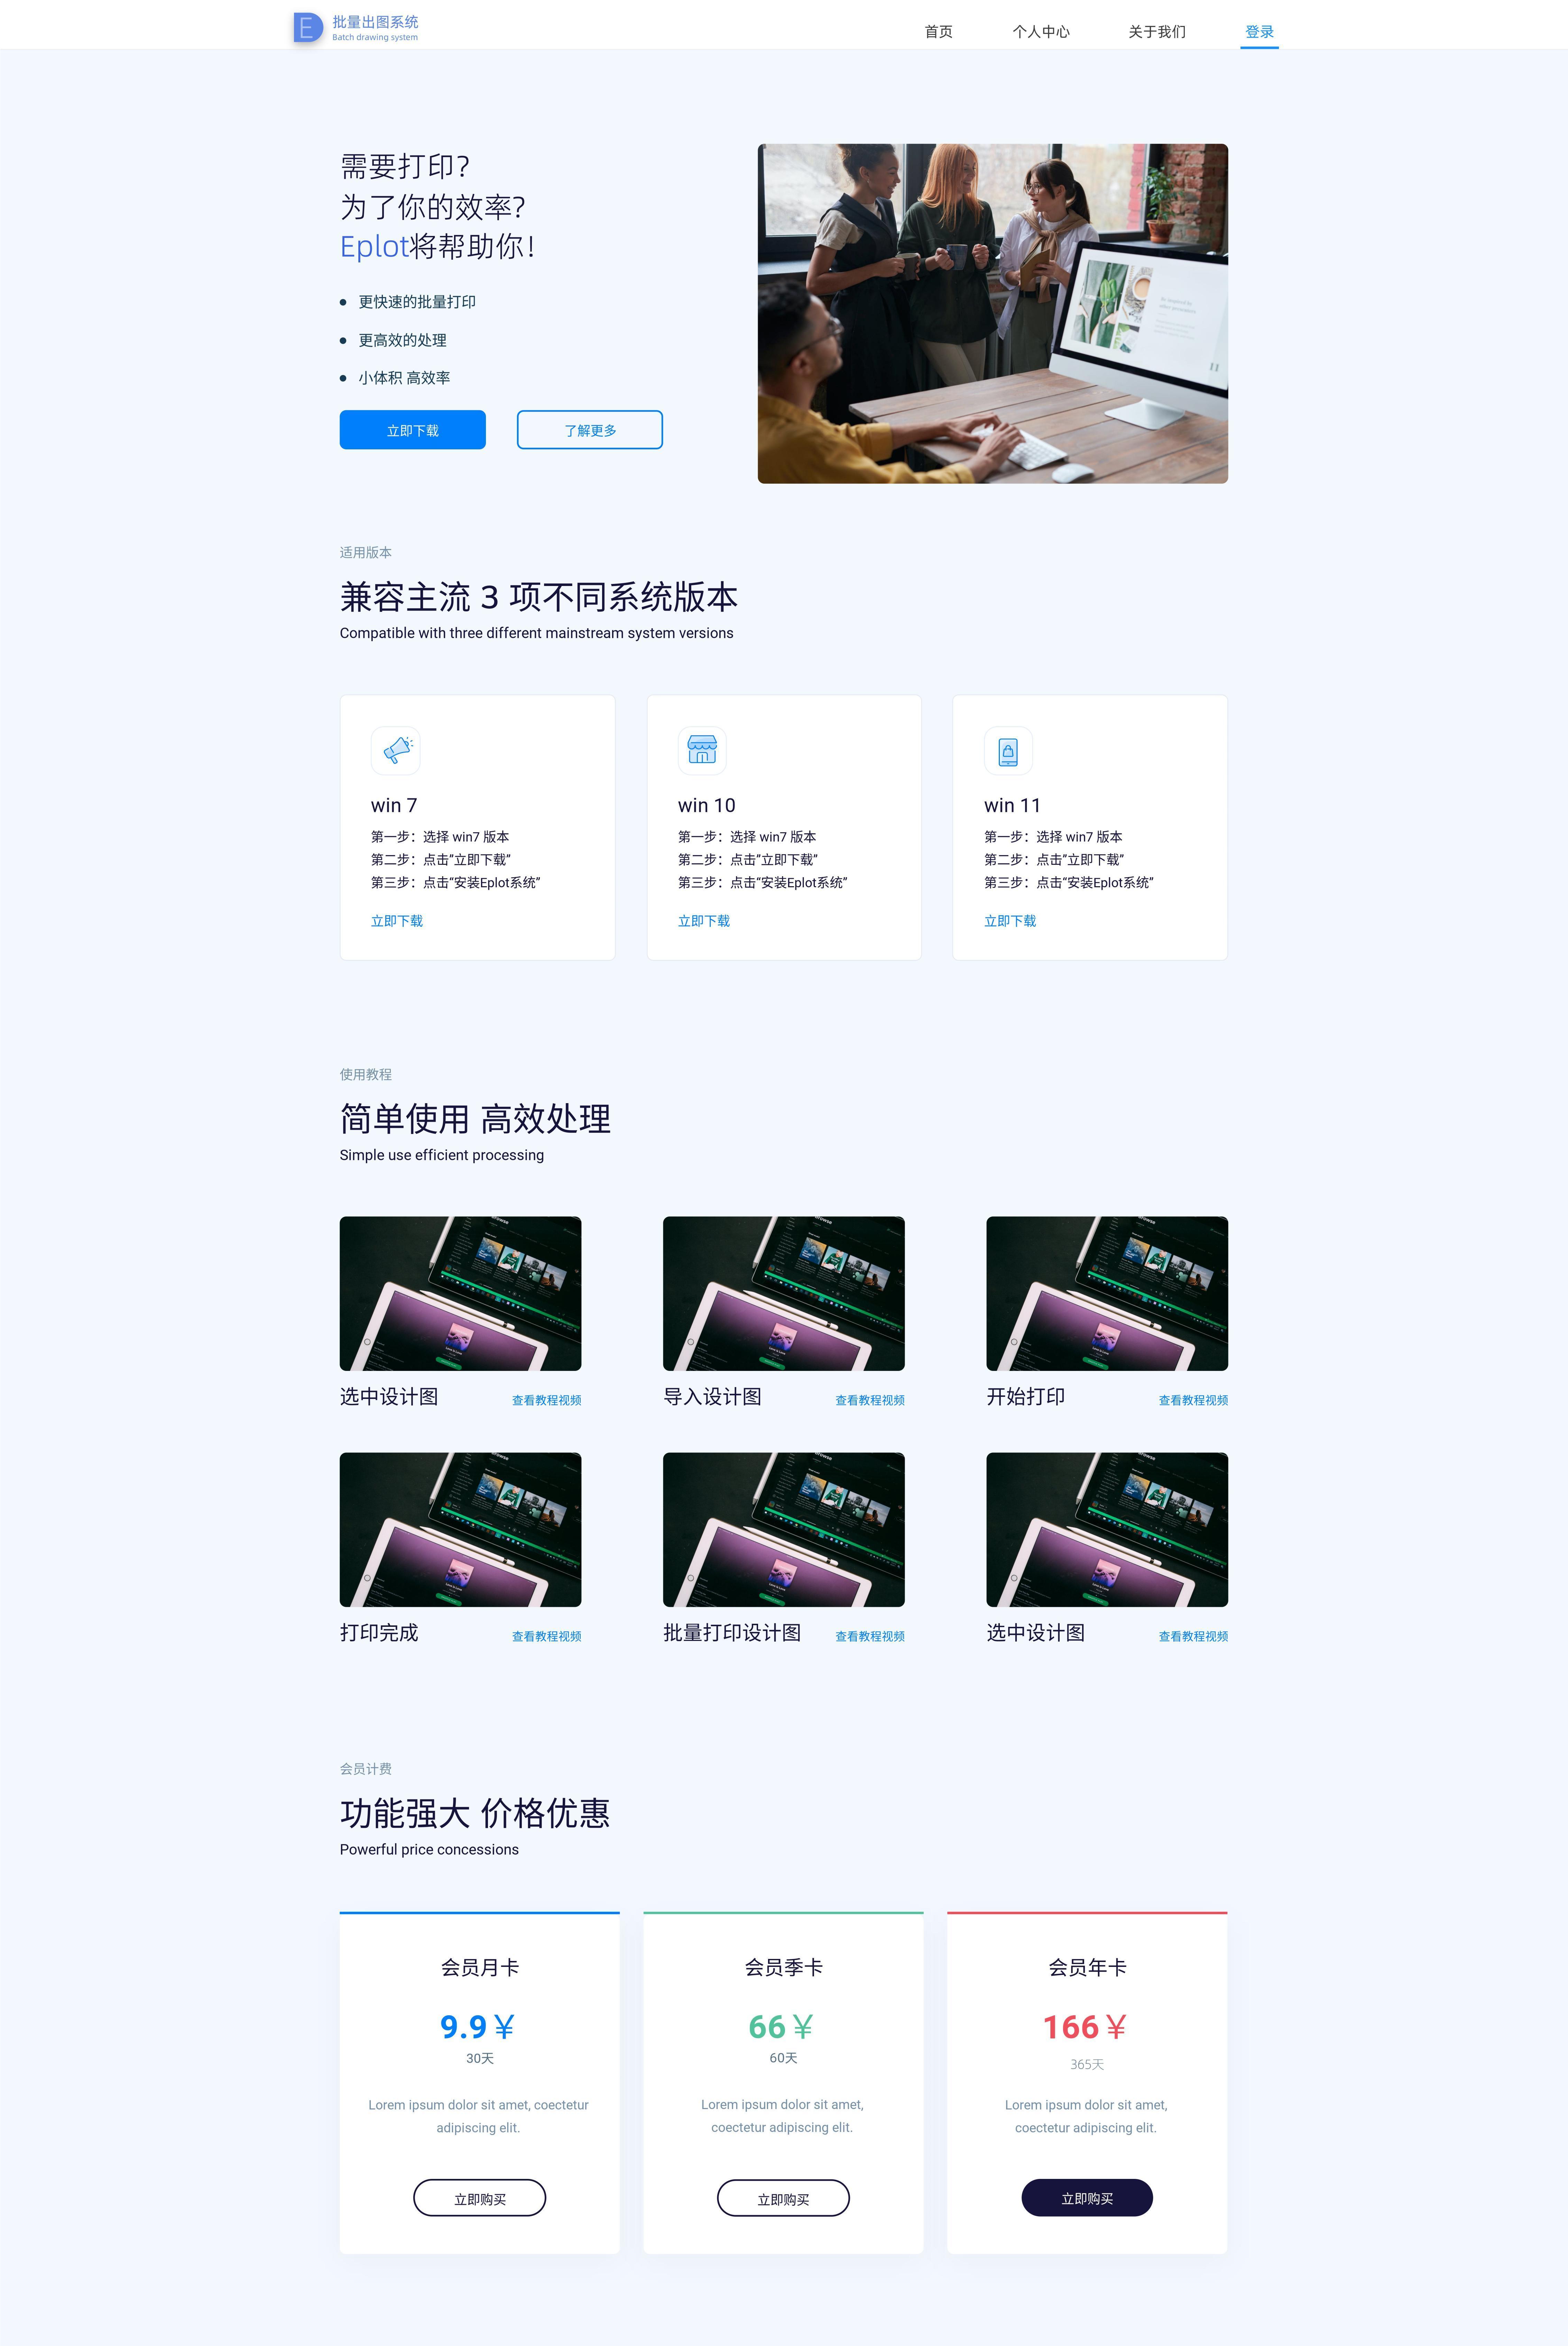 批量出图系统
Batch drawing system
首页
个人中心
关于我们
登录
需要打印？
为了你的效率？
Eplot将帮助你！
更快速的批量打印
更高效的处理
小体积 高效率
立即下载
了解更多
适用版本
兼容主流 3 项不同系统版本
Compatible with three different mainstream system versions
win 7
第一步：选择 win7 版本
第二步：点击”立即下载”
第三步：点击“安装Eplot系统”
立即下载
win 10
第一步：选择 win7 版本
第二步：点击”立即下载”
第三步：点击“安装Eplot系统”
立即下载
win 11
第一步：选择 win7 版本
第二步：点击”立即下载”
第三步：点击“安装Eplot系统”
立即下载
使用教程
简单使用 高效处理
Simple use efficient processing
选中设计图
查看教程视频
导入设计图
查看教程视频
开始打印
查看教程视频
打印完成
查看教程视频
批量打印设计图
查看教程视频
选中设计图
查看教程视频
会员计费
功能强大 价格优惠
Powerful price concessions
会员月卡
9.9￥
30天
Lorem ipsum dolor sit amet, coectetur
adipiscing elit.
立即购买
会员季卡
66￥
60天
Lorem ipsum dolor sit amet,
coectetur adipiscing elit.
立即购买
会员年卡
166￥
365天
Lorem ipsum dolor sit amet,
coectetur adipiscing elit.
立即购买